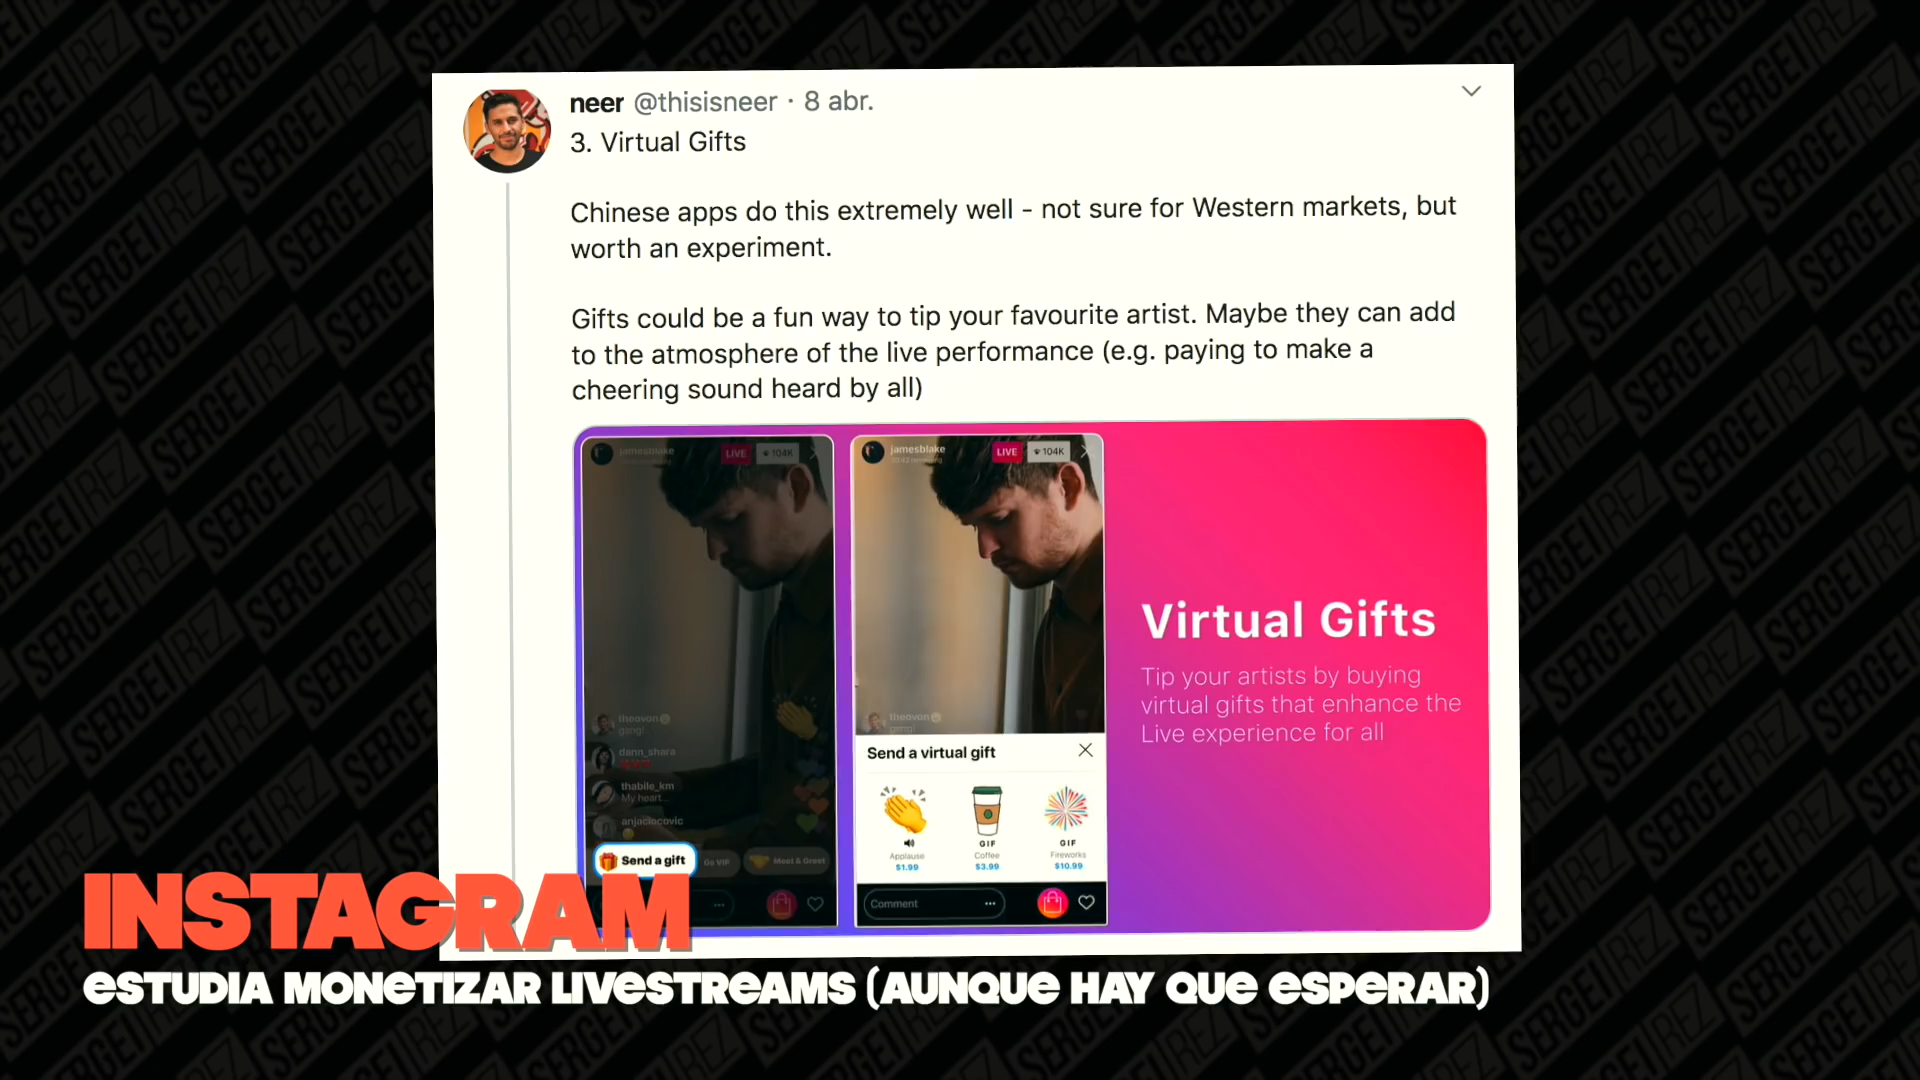 neer @thisisneer · 8 abr.
3. Virtual Gifts
Chinese apps do this extremely well - not sure for Western markets, but
worth an experiment.
Gifts could be a fun way to tip your favourite artist. Maybe they can add
to the atmosphere of the live performance (e.g. paying to make a
cheering sound heard by all)
jamesblake
LIVE
104K
theovon
gang!
dann_shara
thabile_km
My heart...
anjaclocovic
Send a gift
Go VIP
Meet & Greet
jamesblake
LIVE
104K
theovon
gang!
Send a virtual gift
Applause
$1.99
GIF
Coffee
$3.99
GIF
Fireworks
$10.99
Comment
Virtual Gifts
Tip your artists by buying
virtual gifts that enhance the
Live experience for all
INSTAGRAM
ESTUDIA MONETIZAR LIVESTREAMS (AUNQUE HAY QUE ESPERAR)
SERGEI REZ